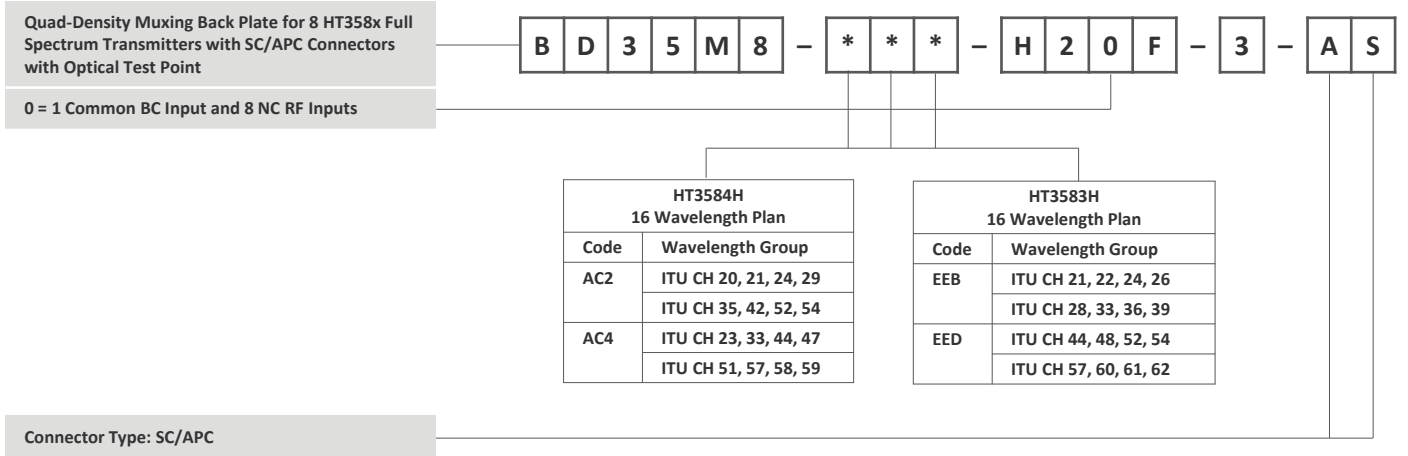 Quad-Density Muxing Back Plate for 8 HT358x Full
Spectrum Transmitters with SC/APC Connectors
with Optical Test Point
B D 3 5 M 8 – * * * – H 2 0 F – 3 – A S
0 = 1 Common BC Input and 8 NC RF Inputs
HT3584H
16 Wavelength Plan
Code Wavelength Group
AC2 ITU CH 20, 21, 24, 29
ITU CH 35, 42, 52, 54
AC4 ITU CH 23, 33, 44, 47
ITU CH 51, 57, 58, 59
HT3583H
16 Wavelength Plan
Code Wavelength Group
EEB ITU CH 21, 22, 24, 26
ITU CH 28, 33, 36, 39
EED ITU CH 44, 48, 52, 54
ITU CH 57, 60, 61, 62
Connector Type: SC/APC